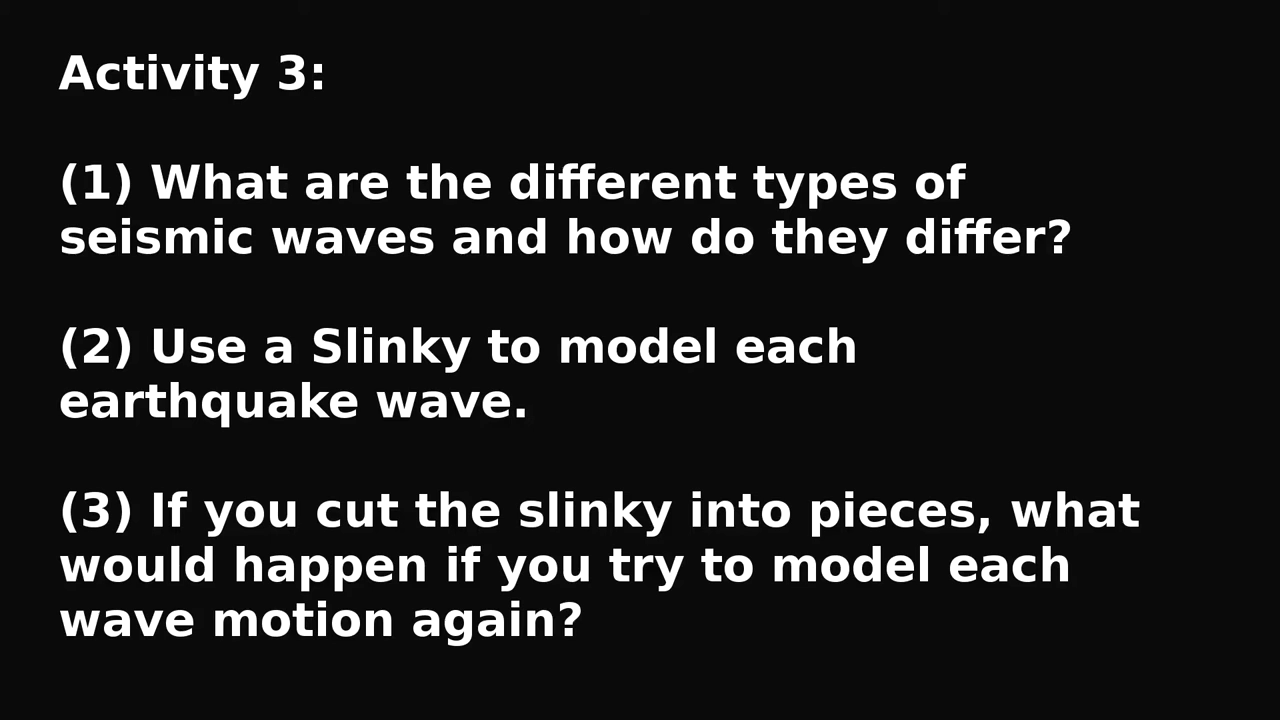 Activity 3:
(1) What are the different types of
seismic waves and how do they differ?
(2) Use a Slinky to model each
earthquake wave.
(3) If you cut the slinky into pieces, what
would happen if you try to model each
wave motion again?